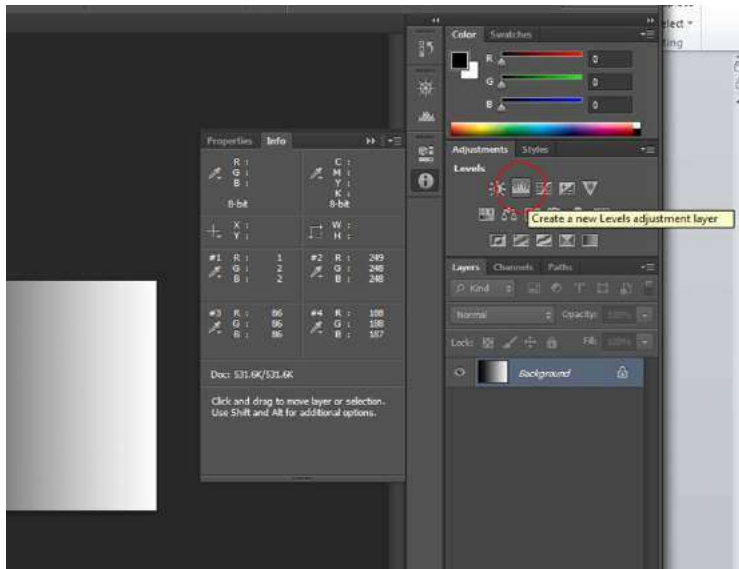 elect
ting
Color Swatches
R 0
G 0
B 0
Properties Info
R :
G :
B :
8-bit
C :
M :
Y :
K :
8-bit
X :
Y :
W :
H :
#1 R : 1
G : 2
B : 2
#2 R : 249
G : 248
B : 248
#3 R : 86
G : 86
B : 86
#4 R : 188
G : 188
B : 187
Doc: 531.6K/531.6K
Click and drag to move layer or selection.
Use Shift and Alt for additional options.
Adjustments Styles
Levels
Create a new Levels adjustment layer
Layers Channels Paths
Kind
Normal Opacity: 100%
Lock: Fill: 100%
Background